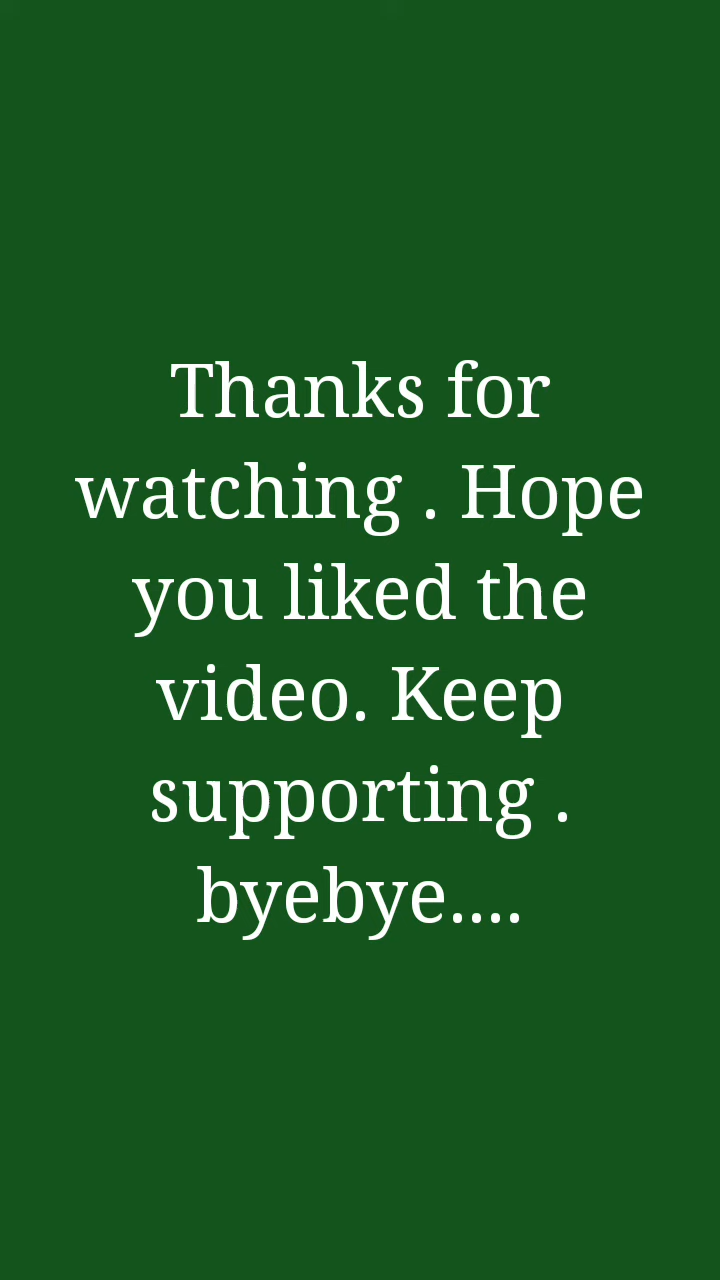 Thanks for
watching . Hope
you liked the
video. Keep
supporting .
byebye....